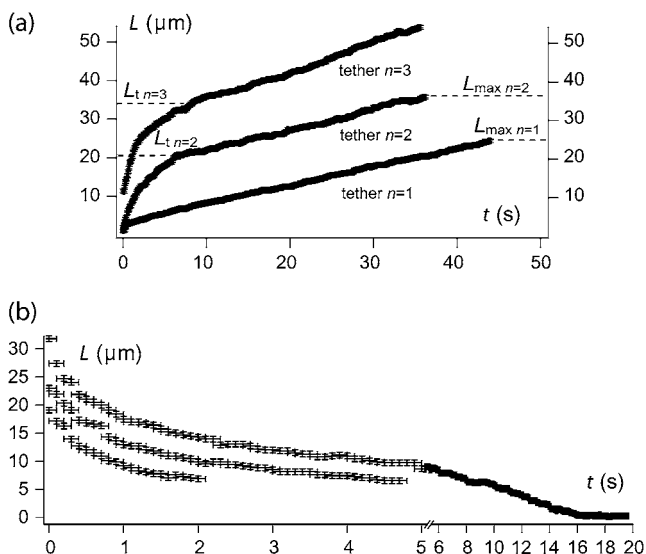 (a)
L (μm)
50
40
30
20
10
L t n=3
L t n=2
tether n=3
tether n=2
tether n=1
L max n=2
L max n=1
50
40
30
20
10
t (s)
0 10 20 30 40 50
(b)
L (μm)
30
25
20
15
10
5
0
t (s)
0 1 2 3 4 5 6 8 10 12 14 16 18 20